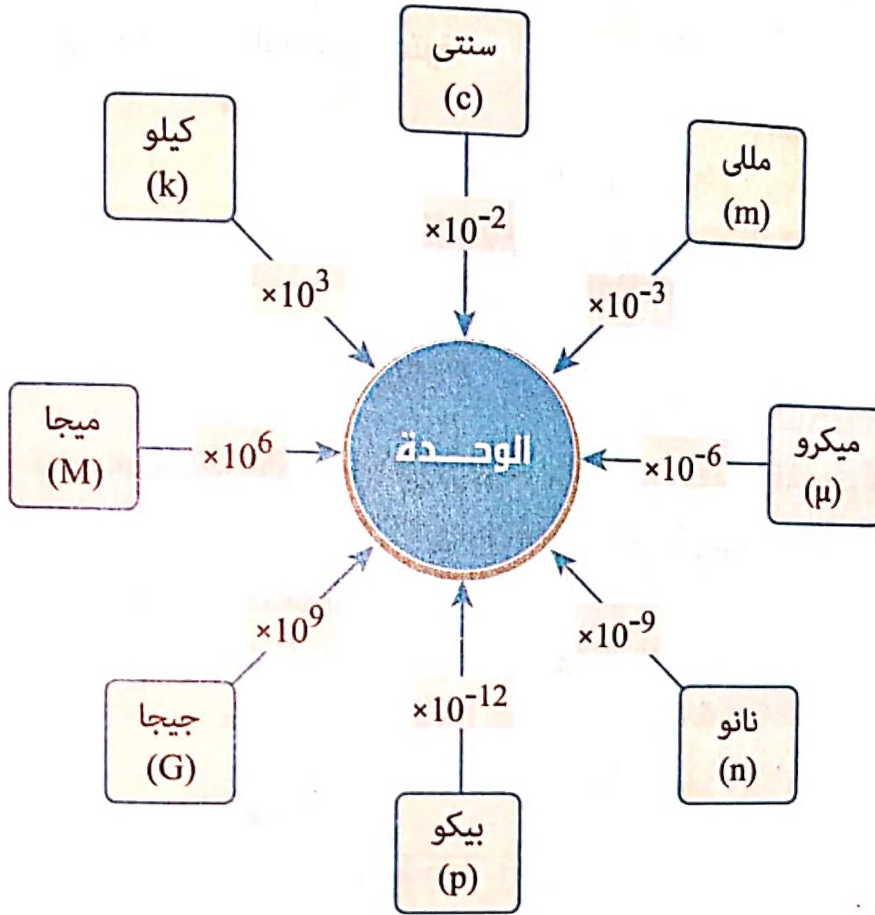 سنتى
(c)
×10⁻²
مللى
(m)
×10⁻³
ميكرو
(μ)
×10⁻⁶
نانو
(n)
×10⁻⁹
بيكو
(p)
×10⁻¹²
جيجا
(G)
×10⁹
ميجا
(M)
×10⁶
كيلو
(k)
×10³
الوحدة